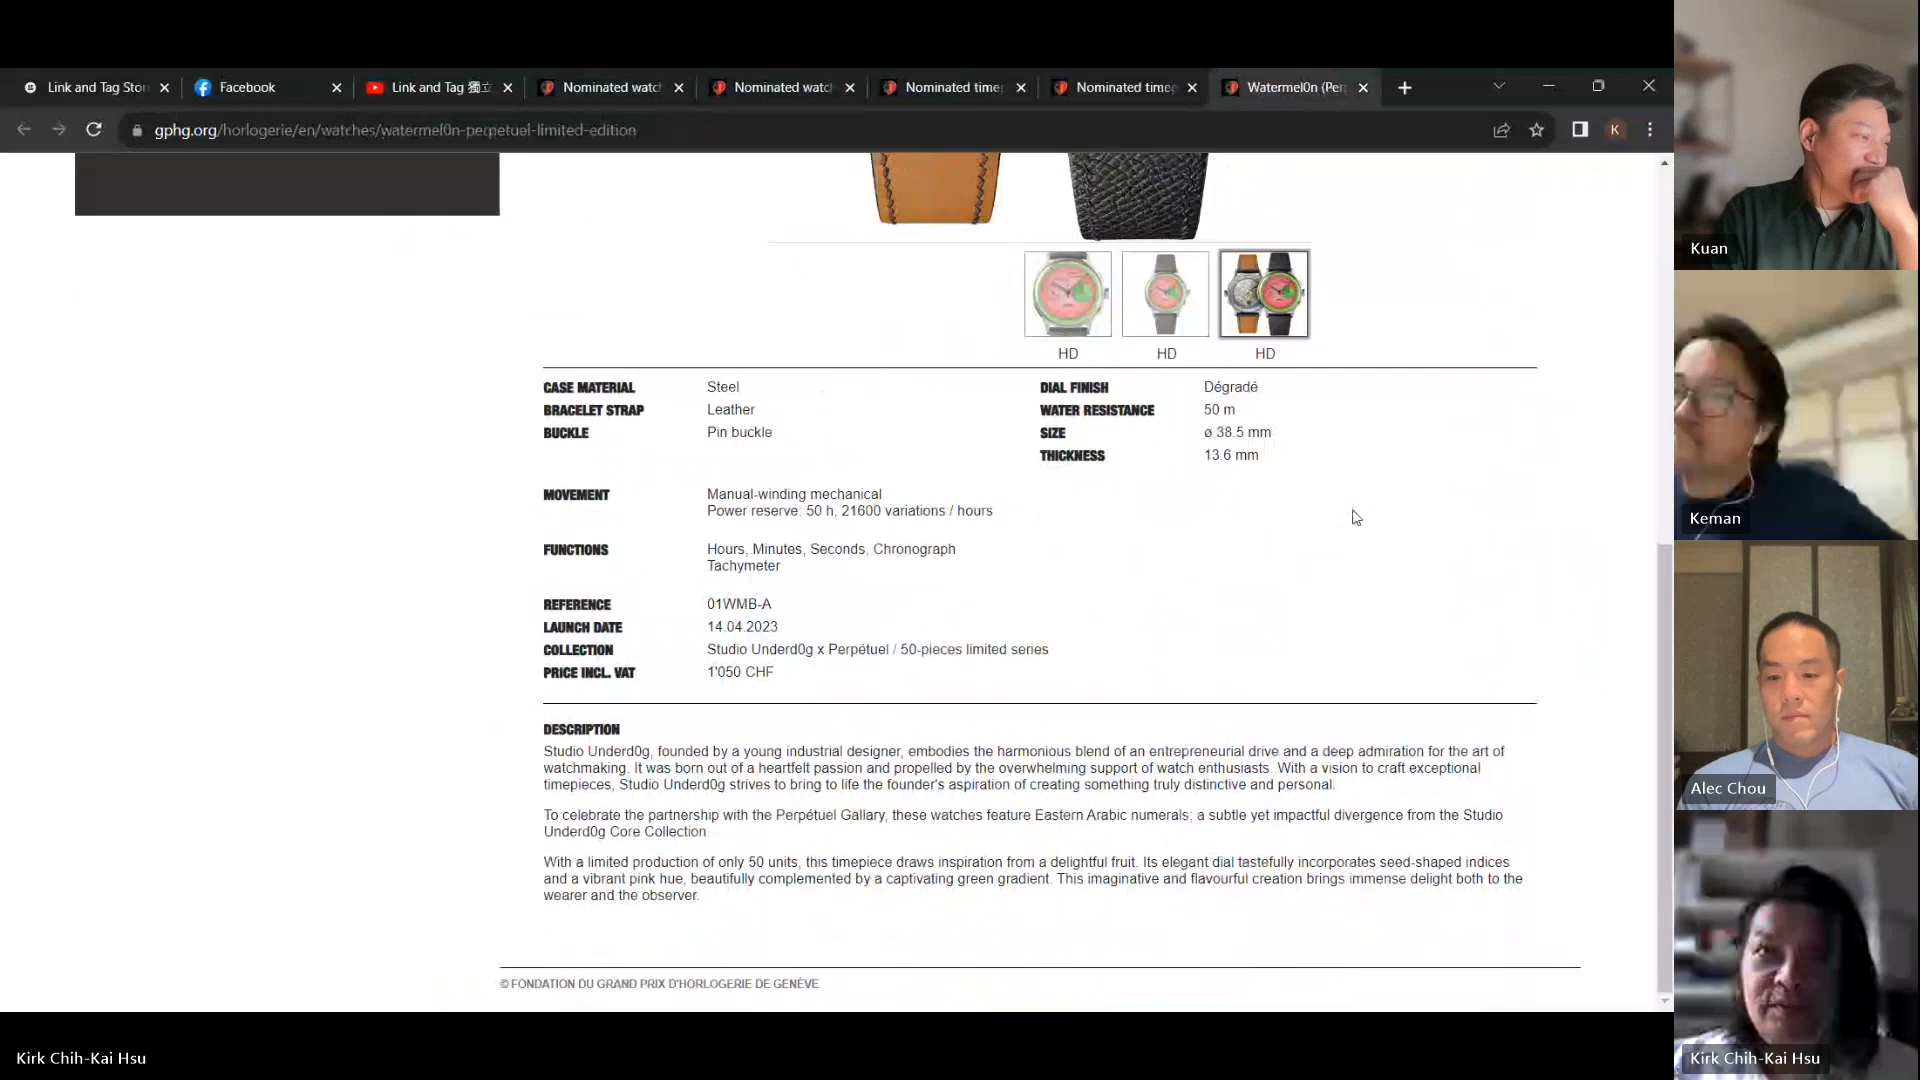 Link and Tag Stor
Facebook
Link and Tag 獨立
Nominated watch
Nominated watch
Nominated timep
Nominated timep
Watermel0n (Per
gphg.org/horlogerie/en/watches/watermel0n-perpetuel-limited-edition
K
HD
HD
HD
CASE MATERIAL Steel
BRACELET STRAP Leather
BUCKLE Pin buckle
DIAL FINISH Dégradé
WATER RESISTANCE 50 m
SIZE ø 38.5 mm
THICKNESS 13.6 mm
MOVEMENT Manual-winding mechanical
Power reserve: 50 h, 21600 variations / hours
FUNCTIONS Hours, Minutes, Seconds, Chronograph
Tachymeter
REFERENCE 01WMB-A
LAUNCH DATE 14.04.2023
COLLECTION Studio Underd0g x Perpétuel / 50-pieces limited series
PRICE INCL. VAT 1'050 CHF
DESCRIPTION
Studio Underd0g, founded by a young industrial designer, embodies the harmonious blend of an entrepreneurial drive and a deep admiration for the art of
watchmaking. It was born out of a heartfelt passion and propelled by the overwhelming support of watch enthusiasts. With a vision to craft exceptional
timepieces, Studio Underd0g strives to bring to life the founder's aspiration of creating something truly distinctive and personal.
To celebrate the partnership with the Perpétuel Gallary, these watches feature Eastern Arabic numerals; a subtle yet impactful divergence from the Studio
Underd0g Core Collection.
With a limited production of only 50 units, this timepiece draws inspiration from a delightful fruit. Its elegant dial tastefully incorporates seed-shaped indices
and a vibrant pink hue, beautifully complemented by a captivating green gradient. This imaginative and flavourful creation brings immense delight both to the
wearer and the observer.
© FONDATION DU GRAND PRIX D'HORLOGERIE DE GENÈVE
Kirk Chih-Kai Hsu
Kuan
Keman
Alec Chou
Kirk Chih-Kai Hsu